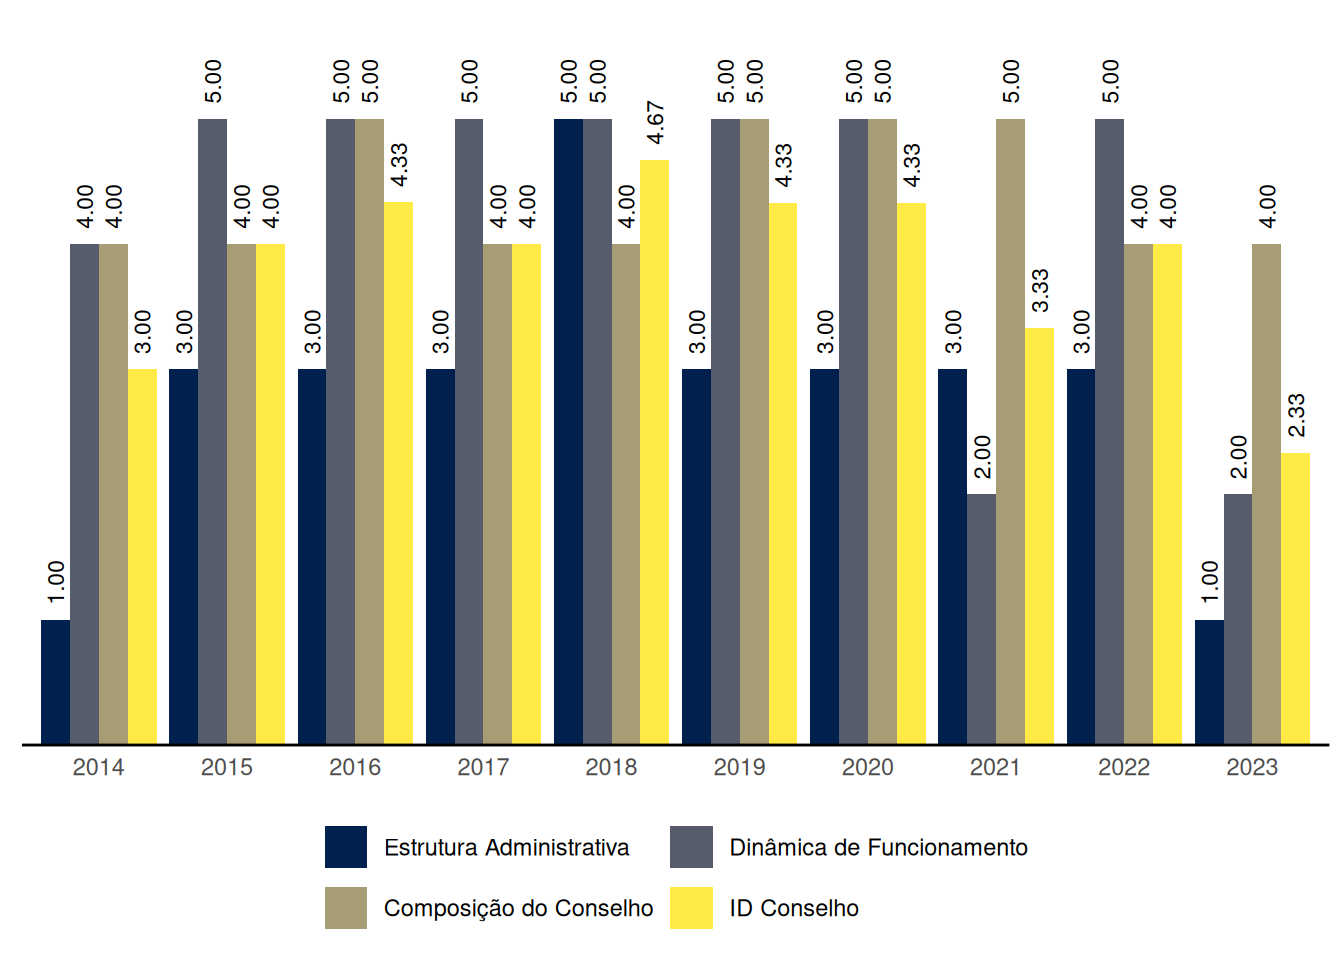 1.00 4.00 4.00 3.00
3.00 5.00 4.00 4.00
3.00 5.00 5.00 4.33
3.00 5.00 4.00 4.00
5.00 5.00 4.00 4.67
3.00 5.00 5.00 4.33
3.00 5.00 5.00 4.33
3.00 2.00 5.00 3.33
3.00 5.00 4.00 4.00
1.00 2.00 4.00 2.33
2014 2015 2016 2017 2018 2019 2020 2021 2022 2023
Estrutura Administrativa Dinâmica de Funcionamento
Composição do Conselho ID Conselho